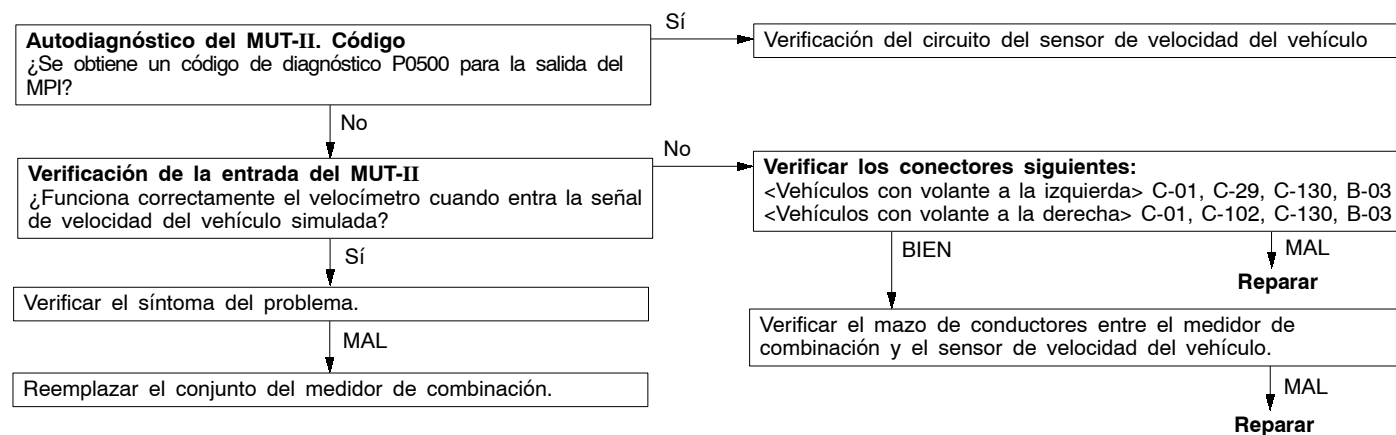 Autodiagnóstico del MUT-II. Código
¿Se obtiene un código de diagnóstico P0500 para la salida del
MPI?
Sí
Verificación del circuito del sensor de velocidad del vehículo
No
Verificación de la entrada del MUT-II
¿Funciona correctamente el velocímetro cuando entra la señal
de velocidad del vehículo simulada?
No
Verificar los conectores siguientes:
<Vehículos con volante a la izquierda> C-01, C-29, C-130, B-03
<Vehículos con volante a la derecha> C-01, C-102, C-130, B-03
Sí
BIEN
MAL
Reparar
Verificar el síntoma del problema.
MAL
Reemplazar el conjunto del medidor de combinación.
Verificar el mazo de conductores entre el medidor de
combinación y el sensor de velocidad del vehículo.
MAL
Reparar